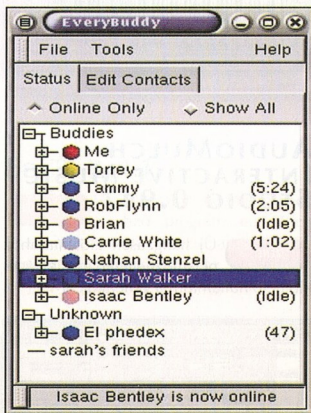 EveryBuddy
File Tools Help
Status Edit Contacts
Online Only Show All
Buddies
Me
Torrey
Tammy (5:24)
RobFlynn (2:05)
Brian (Idle)
Carrie White (1:02)
Nathan Stenzel
Sarah Walker
Isaac Bentley (Idle)
Unknown
El phedex (47)
sarah's friends
Isaac Bentley is now online